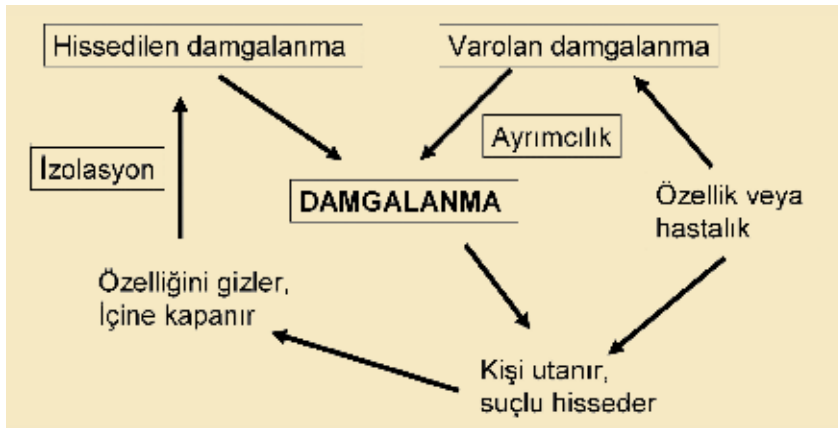 Hissedilen damgalanma
Varolan damgalanma
Ayrımcılık
İzolasyon
DAMGALANMA
Özellik veya
hastalık
Özelliğini gizler,
İçine kapanır
Kişi utanır,
suçlu hisseder